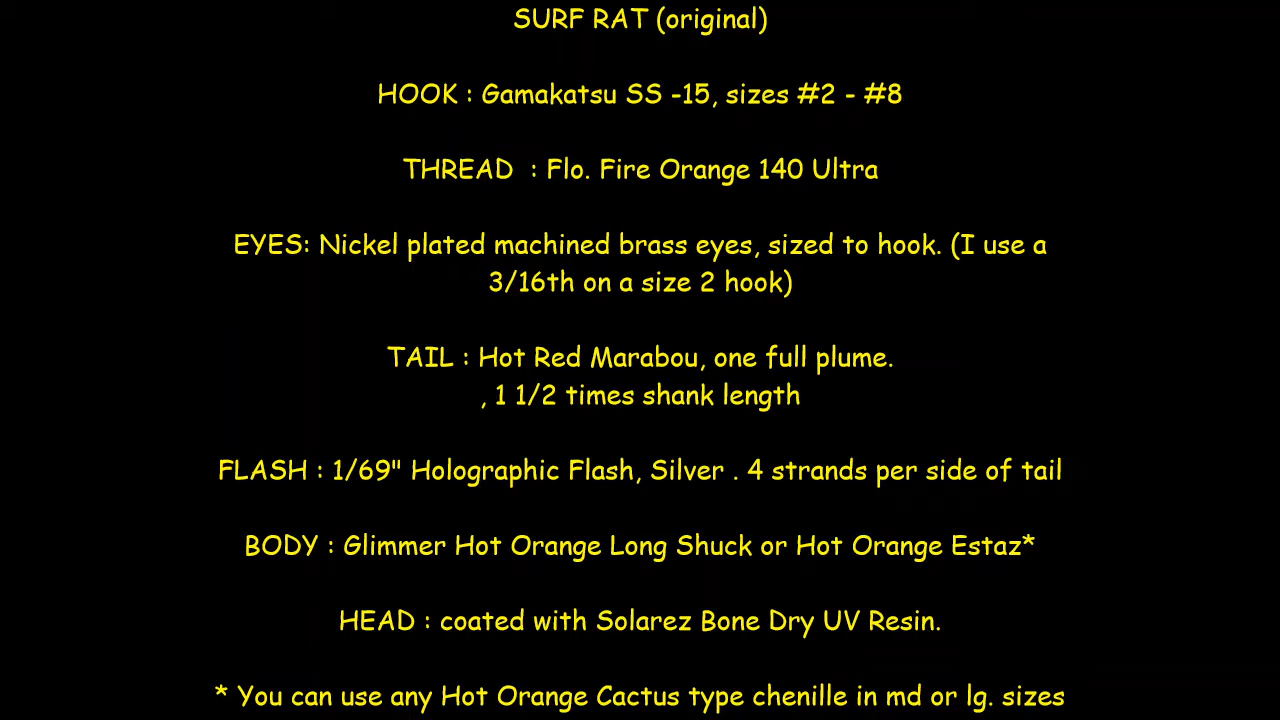 SURF RAT (original)
HOOK : Gamakatsu SS -15, sizes #2 - #8
THREAD  : Flo. Fire Orange 140 Ultra
EYES: Nickel plated machined brass eyes, sized to hook. (I use a
3/16th on a size 2 hook)
TAIL : Hot Red Marabou, one full plume.
, 1 1/2 times shank length
FLASH : 1/69" Holographic Flash, Silver . 4 strands per side of tail
BODY : Glimmer Hot Orange Long Shuck or Hot Orange Estaz*
HEAD : coated with Solarez Bone Dry UV Resin.
* You can use any Hot Orange Cactus type chenille in md or lg. sizes